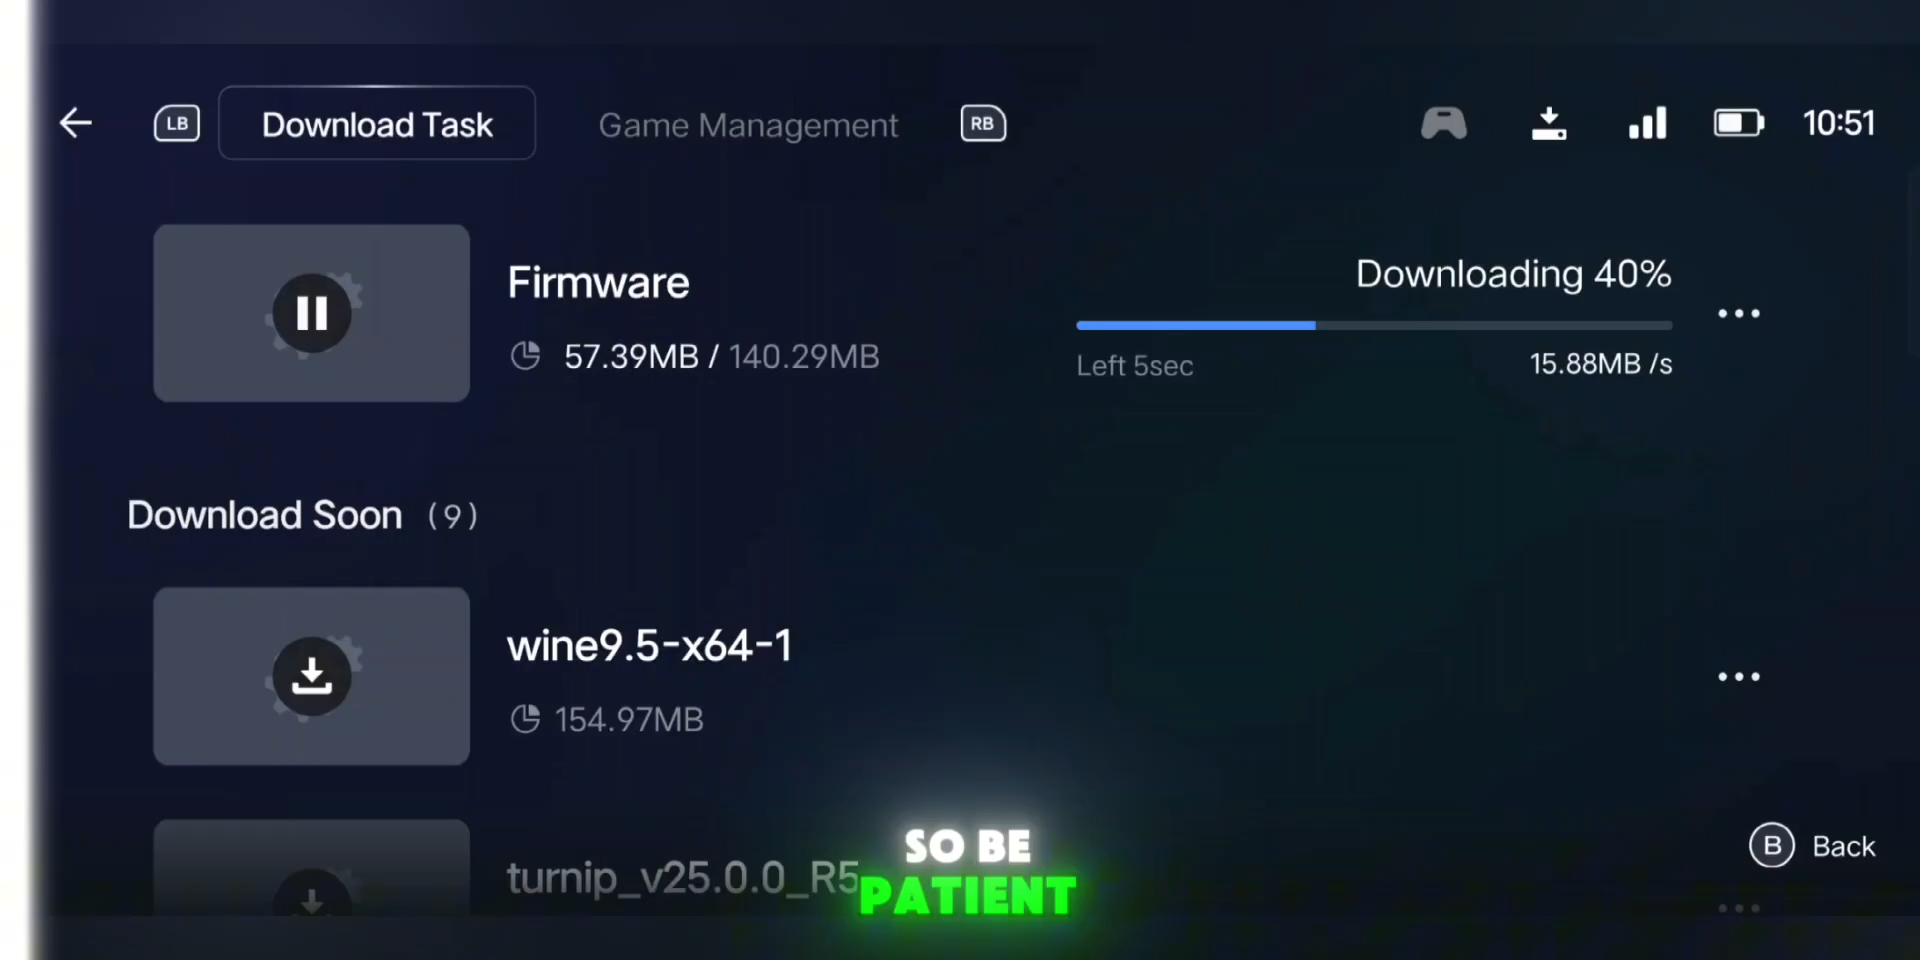 LB Download Task Game Management RB 10:51
Firmware
57.39MB / 140.29MB
Downloading 40%
Left 5sec 15.88MB /s
Download Soon (9)
wine9.5-x64-1
154.97MB
turnip_v25.0.0_R5
SO BE
PATIENT
B Back